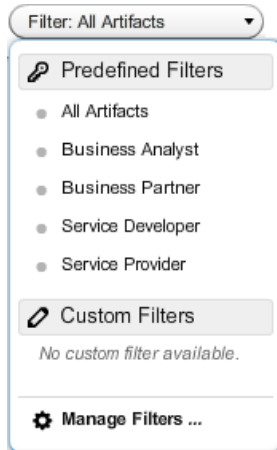 Filter: All Artifacts
Predefined Filters
All Artifacts
Business Analyst
Business Partner
Service Developer
Service Provider
Custom Filters
No custom filter available.
Manage Filters ...